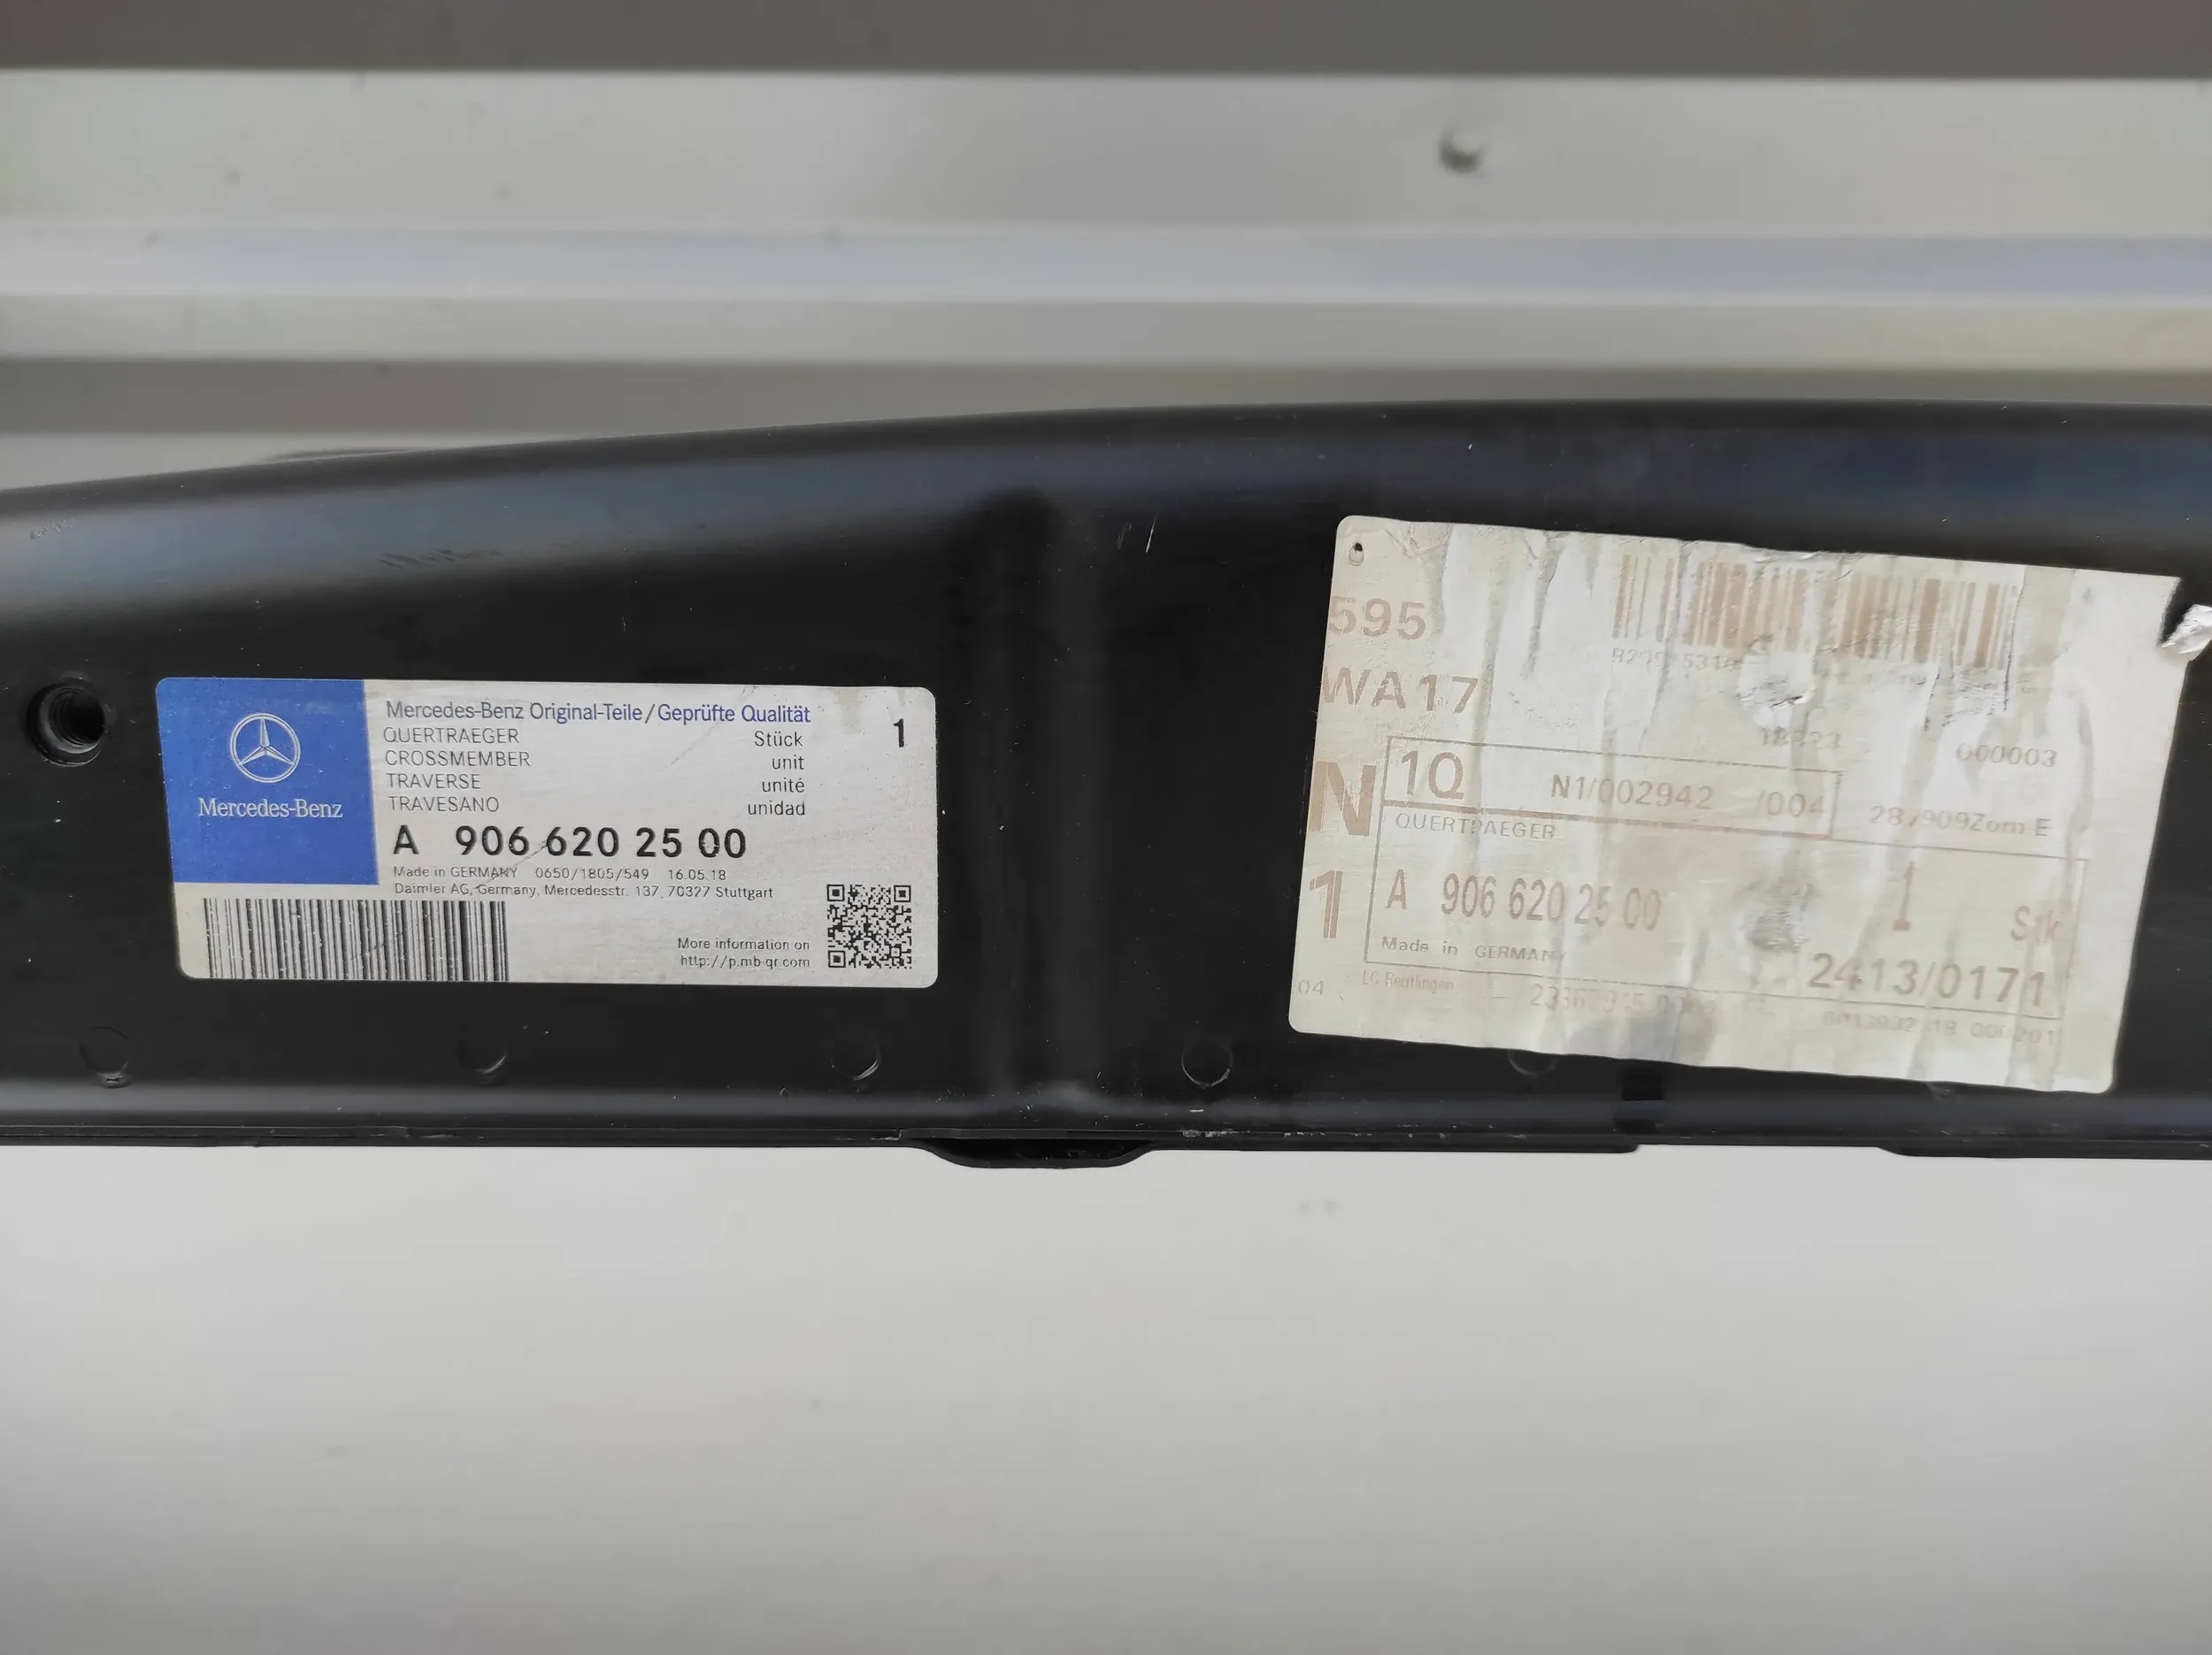 Mercedes-Benz
Mercedes-Benz Original-Teile/Geprüfte Qualität
1
QUERTRAEGER Stück
CROSSMEMBER unit
TRAVERSE unité
TRAVESANO unidad
A 906 620 25 00
Made in GERMANY 0650/1805/549 16.05.18
Daimler AG, Germany, Mercedesstr. 137, 70327 Stuttgart
More information on
http://p.mb-qr.com
595
WA17
000003
N
1Q N1/002942 /004
QUERTRAEGER
1
A 906 620 25 00 1 Stk
Made in GERMANY
2413/0171
04 LC Reutlingen